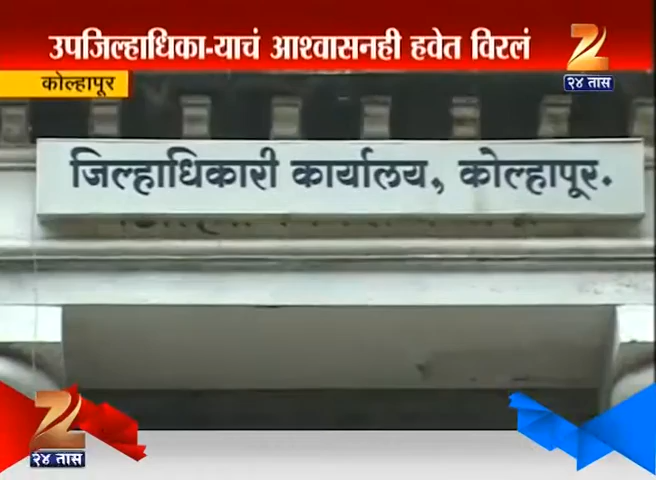 उपजिल्हाधिका-याचं आश्वासनही हवेत विरलं
२४ तास
कोल्हापूर
जिल्हाधिकारी कार्यालय, कोल्हापूर.
२४ तास